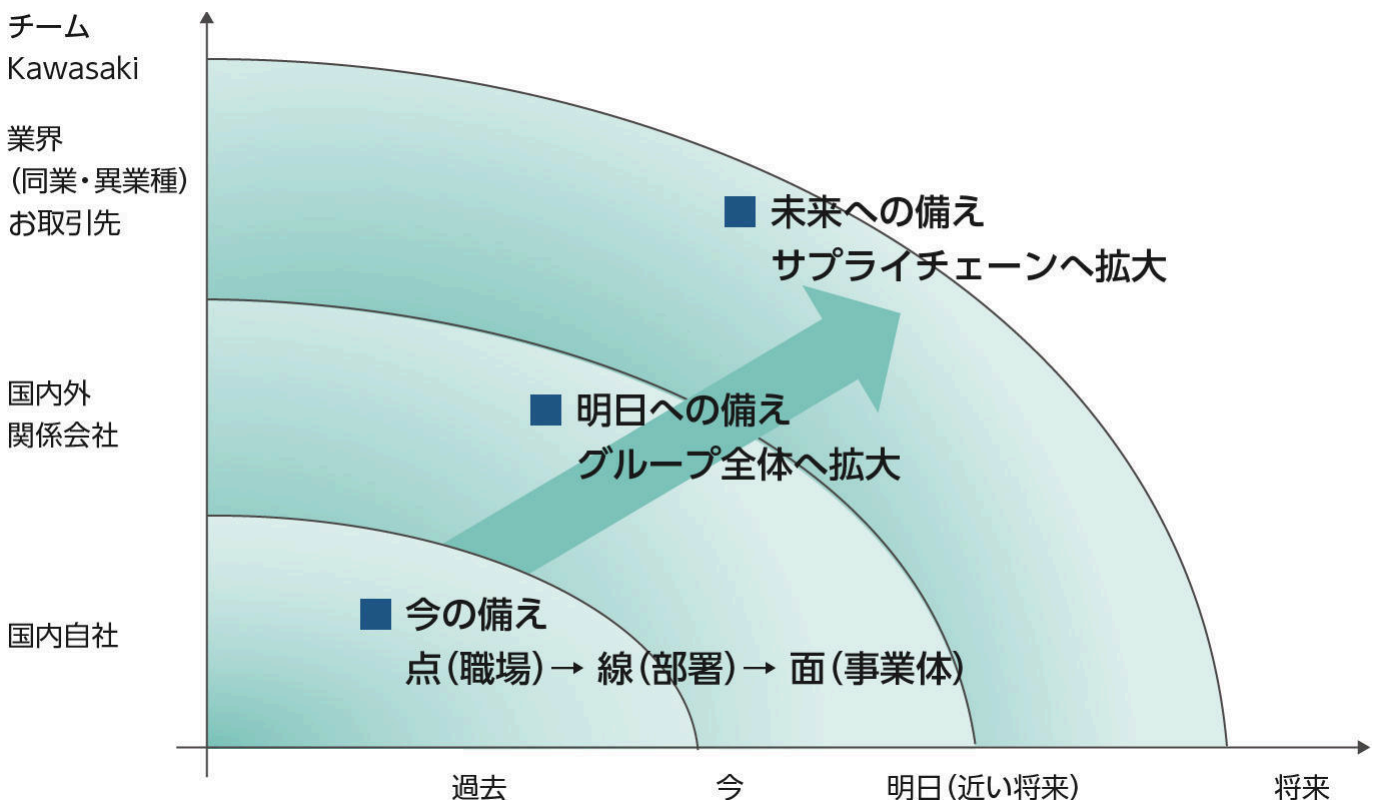 チーム
Kawasaki
業界
(同業・異業種)
お取引先
国内外
関係会社
国内自社
■ 未来への備え
サプライチェーンへ拡大
■ 明日への備え
グループ全体へ拡大
■ 今の備え
点(職場)→ 線(部署)→ 面(事業体)
過去 今 明日(近い将来) 将来